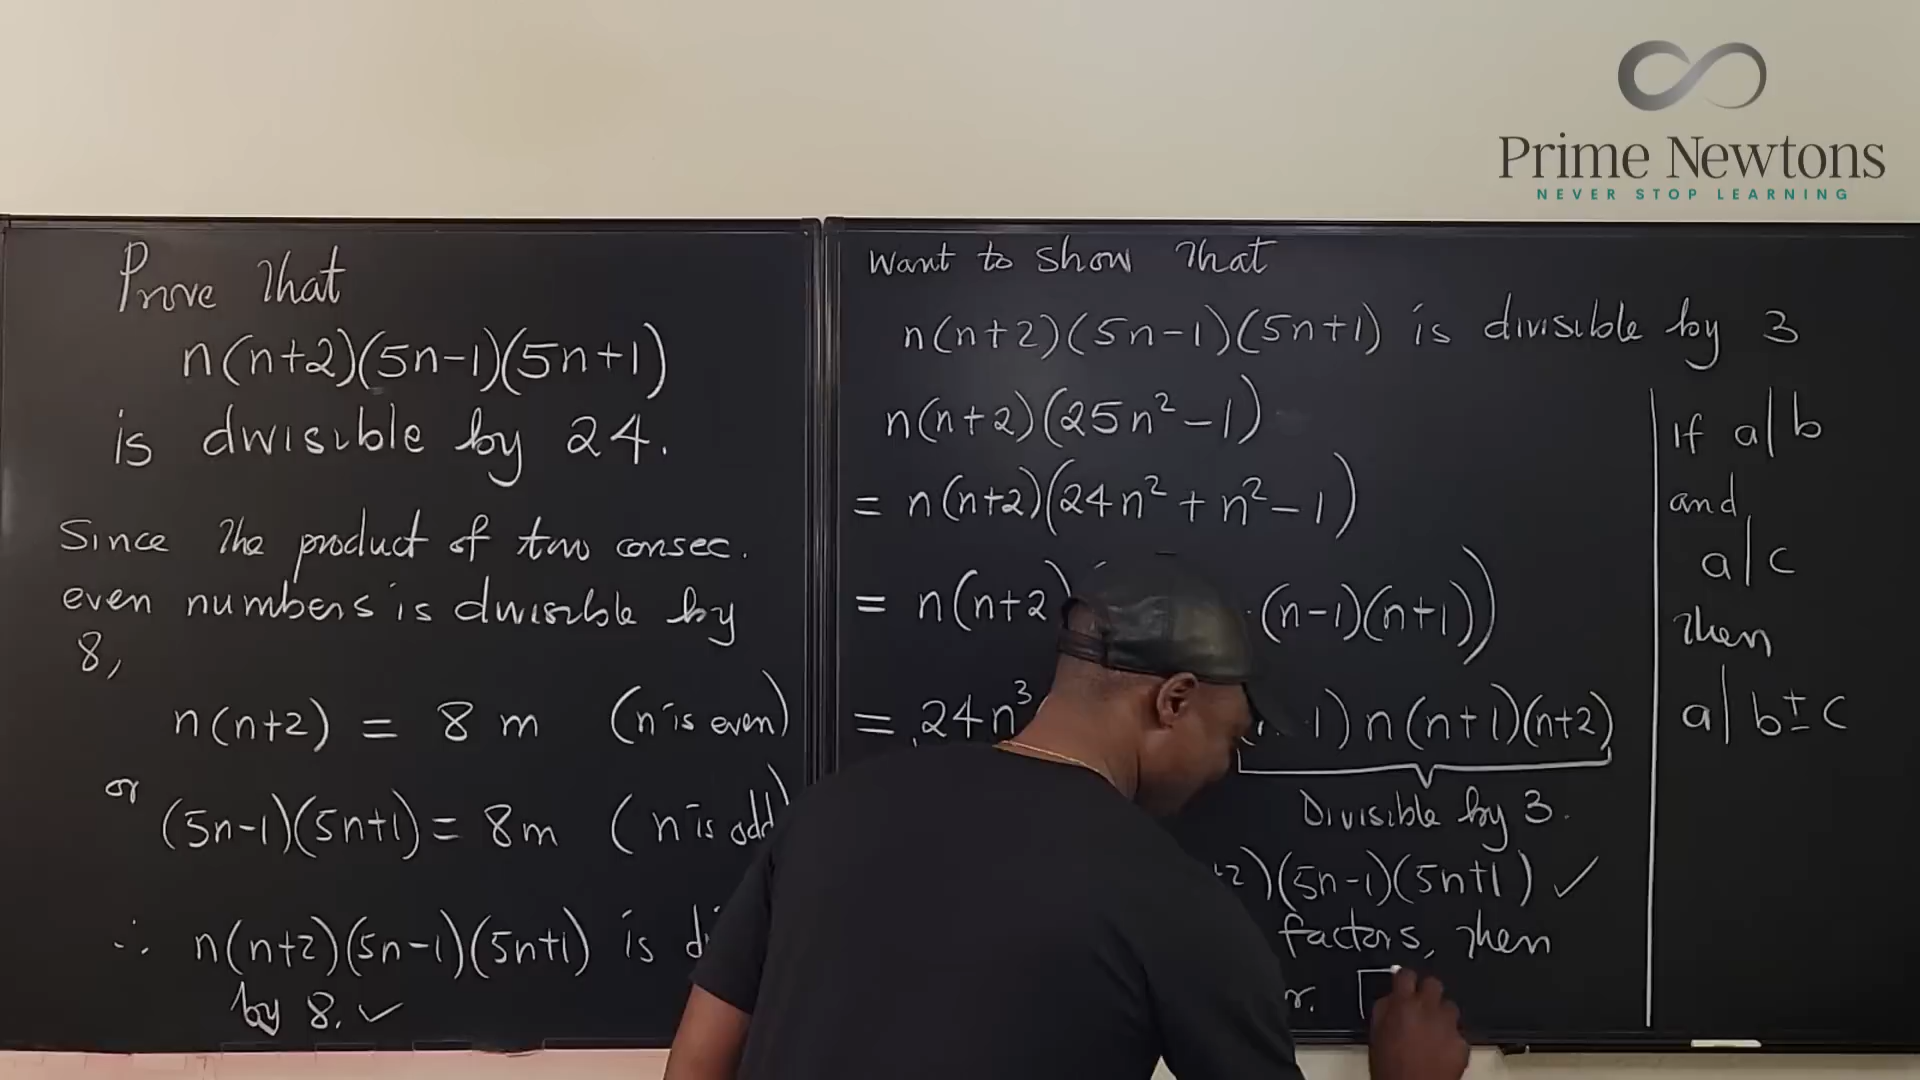 Prime Newtons
NEVER STOP LEARNING
Prove that
n(n+2)(5n-1)(5n+1)
is divisible by 24.
Since the product of two consec.
even numbers is divisible by
8,
n(n+2) = 8m (n is even)
or
(5n-1)(5n+1) = 8m (n is odd)
∴ n(n+2)(5n-1)(5n+1) is
by 8. ✓
Want to show that
n(n+2)(5n-1)(5n+1) is divisible by 3
n(n+2)(25n²-1)
= n(n+2)(24n² + n² - 1)
= n(n+2) (n-1)(n+1))
= 24n³ 1)n(n+1)(n+2)
Divisible by 3.
2)(5n-1)(5n+1) ✓
factors, then
If a|b
and
a|c
then
a|b±c